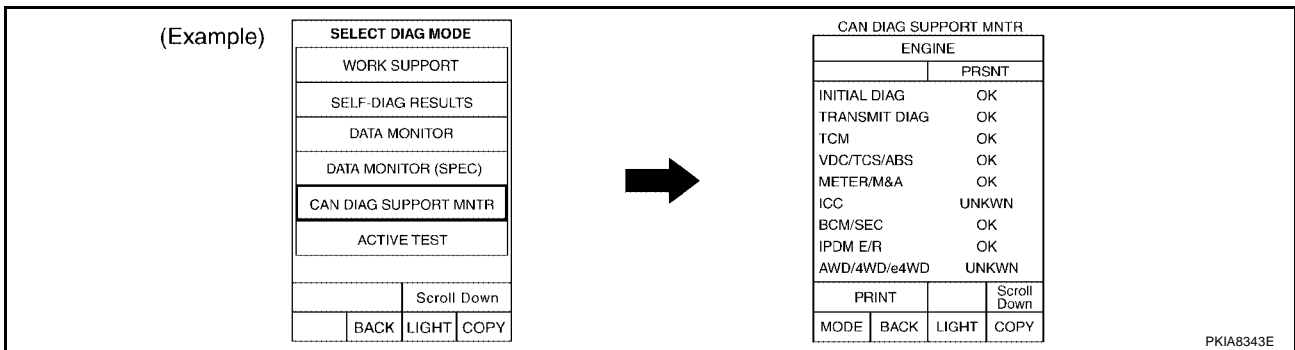 (Example)
SELECT DIAG MODE
WORK SUPPORT
SELF-DIAG RESULTS
DATA MONITOR
DATA MONITOR (SPEC)
CAN DIAG SUPPORT MNTR
ACTIVE TEST
Scroll Down
BACK LIGHT COPY
CAN DIAG SUPPORT MNTR
ENGINE
PRSNT
INITIAL DIAG OK
TRANSMIT DIAG OK
TCM OK
VDC/TCS/ABS OK
METER/M&A OK
ICC UNKWN
BCM/SEC OK
IPDM E/R OK
AWD/4WD/e4WD UNKWN
PRINT Scroll Down
MODE BACK LIGHT COPY
PKIA8343E